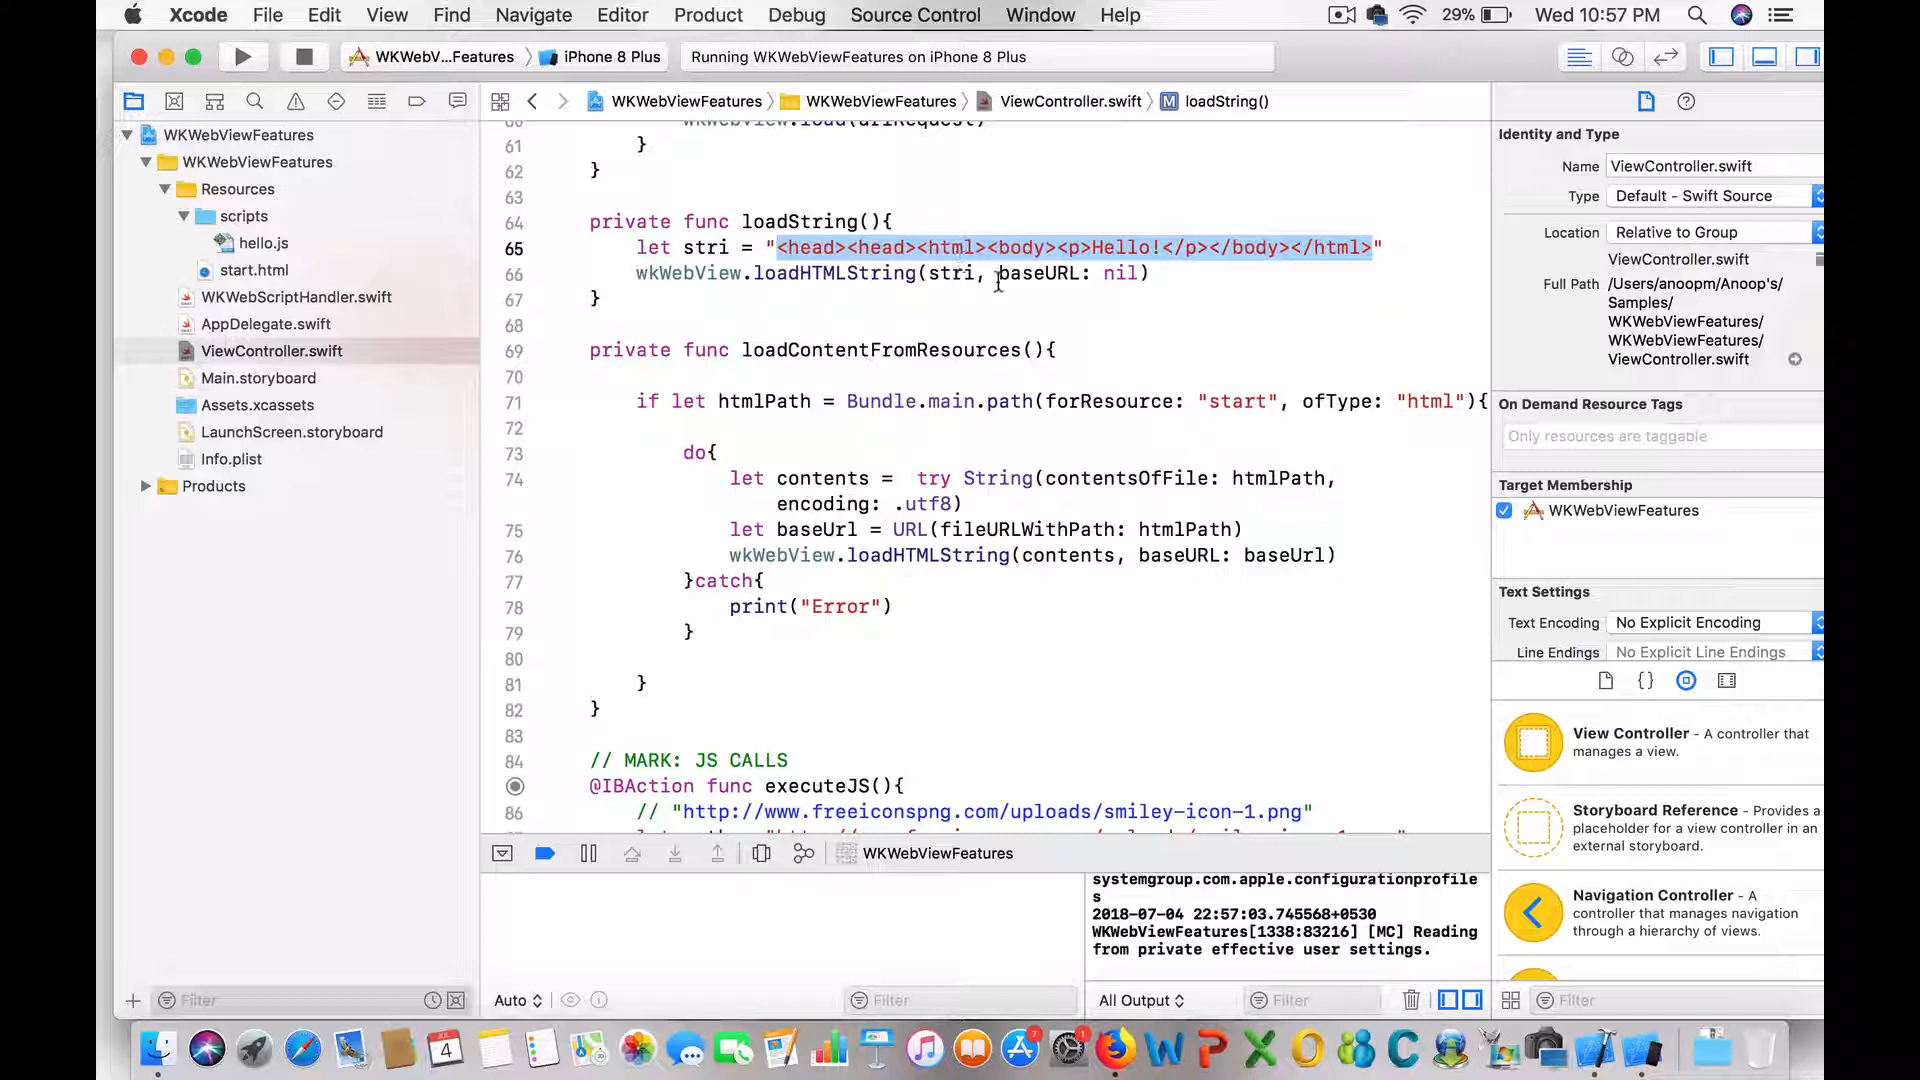 Xcode File Edit View Find Navigate Editor Product Debug Source Control Window Help 29% Wed 10:57 PM
WKWebV...Features iPhone 8 Plus Running WKWebViewFeatures on iPhone 8 Plus
WKWebViewFeatures WKWebViewFeatures ViewController.swift M loadString()
WKWebViewFeatures
WKWebViewFeatures
Resources
scripts
hello.js
start.html
WKWebScriptHandler.swift
AppDelegate.swift
ViewController.swift
Main.storyboard
Assets.xcassets
LaunchScreen.storyboard
Info.plist
Products
Filter
60 wkWebView.load(urlRequest)
61 }
62 }
63
64 private func loadString(){
65 let stri = "<head><head><html><body><p>Hello!</p></body></html>"
66 wkWebView.loadHTMLString(stri, baseURL: nil)
67 }
68
69 private func loadContentFromResources(){
70
71 if let htmlPath = Bundle.main.path(forResource: "start", ofType: "html"){
72
73 do{
74 let contents = try String(contentsOfFile: htmlPath,
encoding: .utf8)
75 let baseUrl = URL(fileURLWithPath: htmlPath)
76 wkWebView.loadHTMLString(contents, baseURL: baseUrl)
77 }catch{
78 print("Error")
79 }
80
81 }
82 }
83
84 // MARK: JS CALLS
@IBAction func executeJS(){
86 // "http://www.freeiconspng.com/uploads/smiley-icon-1.png"
WKWebViewFeatures
systemgroup.com.apple.configurationprofile
s
2018-07-04 22:57:03.745568+0530
WKWebViewFeatures[1338:83216] [MC] Reading
from private effective user settings.
Auto Filter All Output Filter
Identity and Type
Name ViewController.swift
Type Default - Swift Source
Location Relative to Group
ViewController.swift
Full Path /Users/anoopm/Anoop's/
Samples/
WKWebViewFeatures/
WKWebViewFeatures/
ViewController.swift
On Demand Resource Tags
Only resources are taggable
Target Membership
WKWebViewFeatures
Text Settings
Text Encoding No Explicit Encoding
Line Endings No Explicit Line Endings
View Controller - A controller that
manages a view.
Storyboard Reference - Provides a
placeholder for a view controller in an
external storyboard.
Navigation Controller - A
controller that manages navigation
through a hierarchy of views.
Filter
JUL
4
7
1